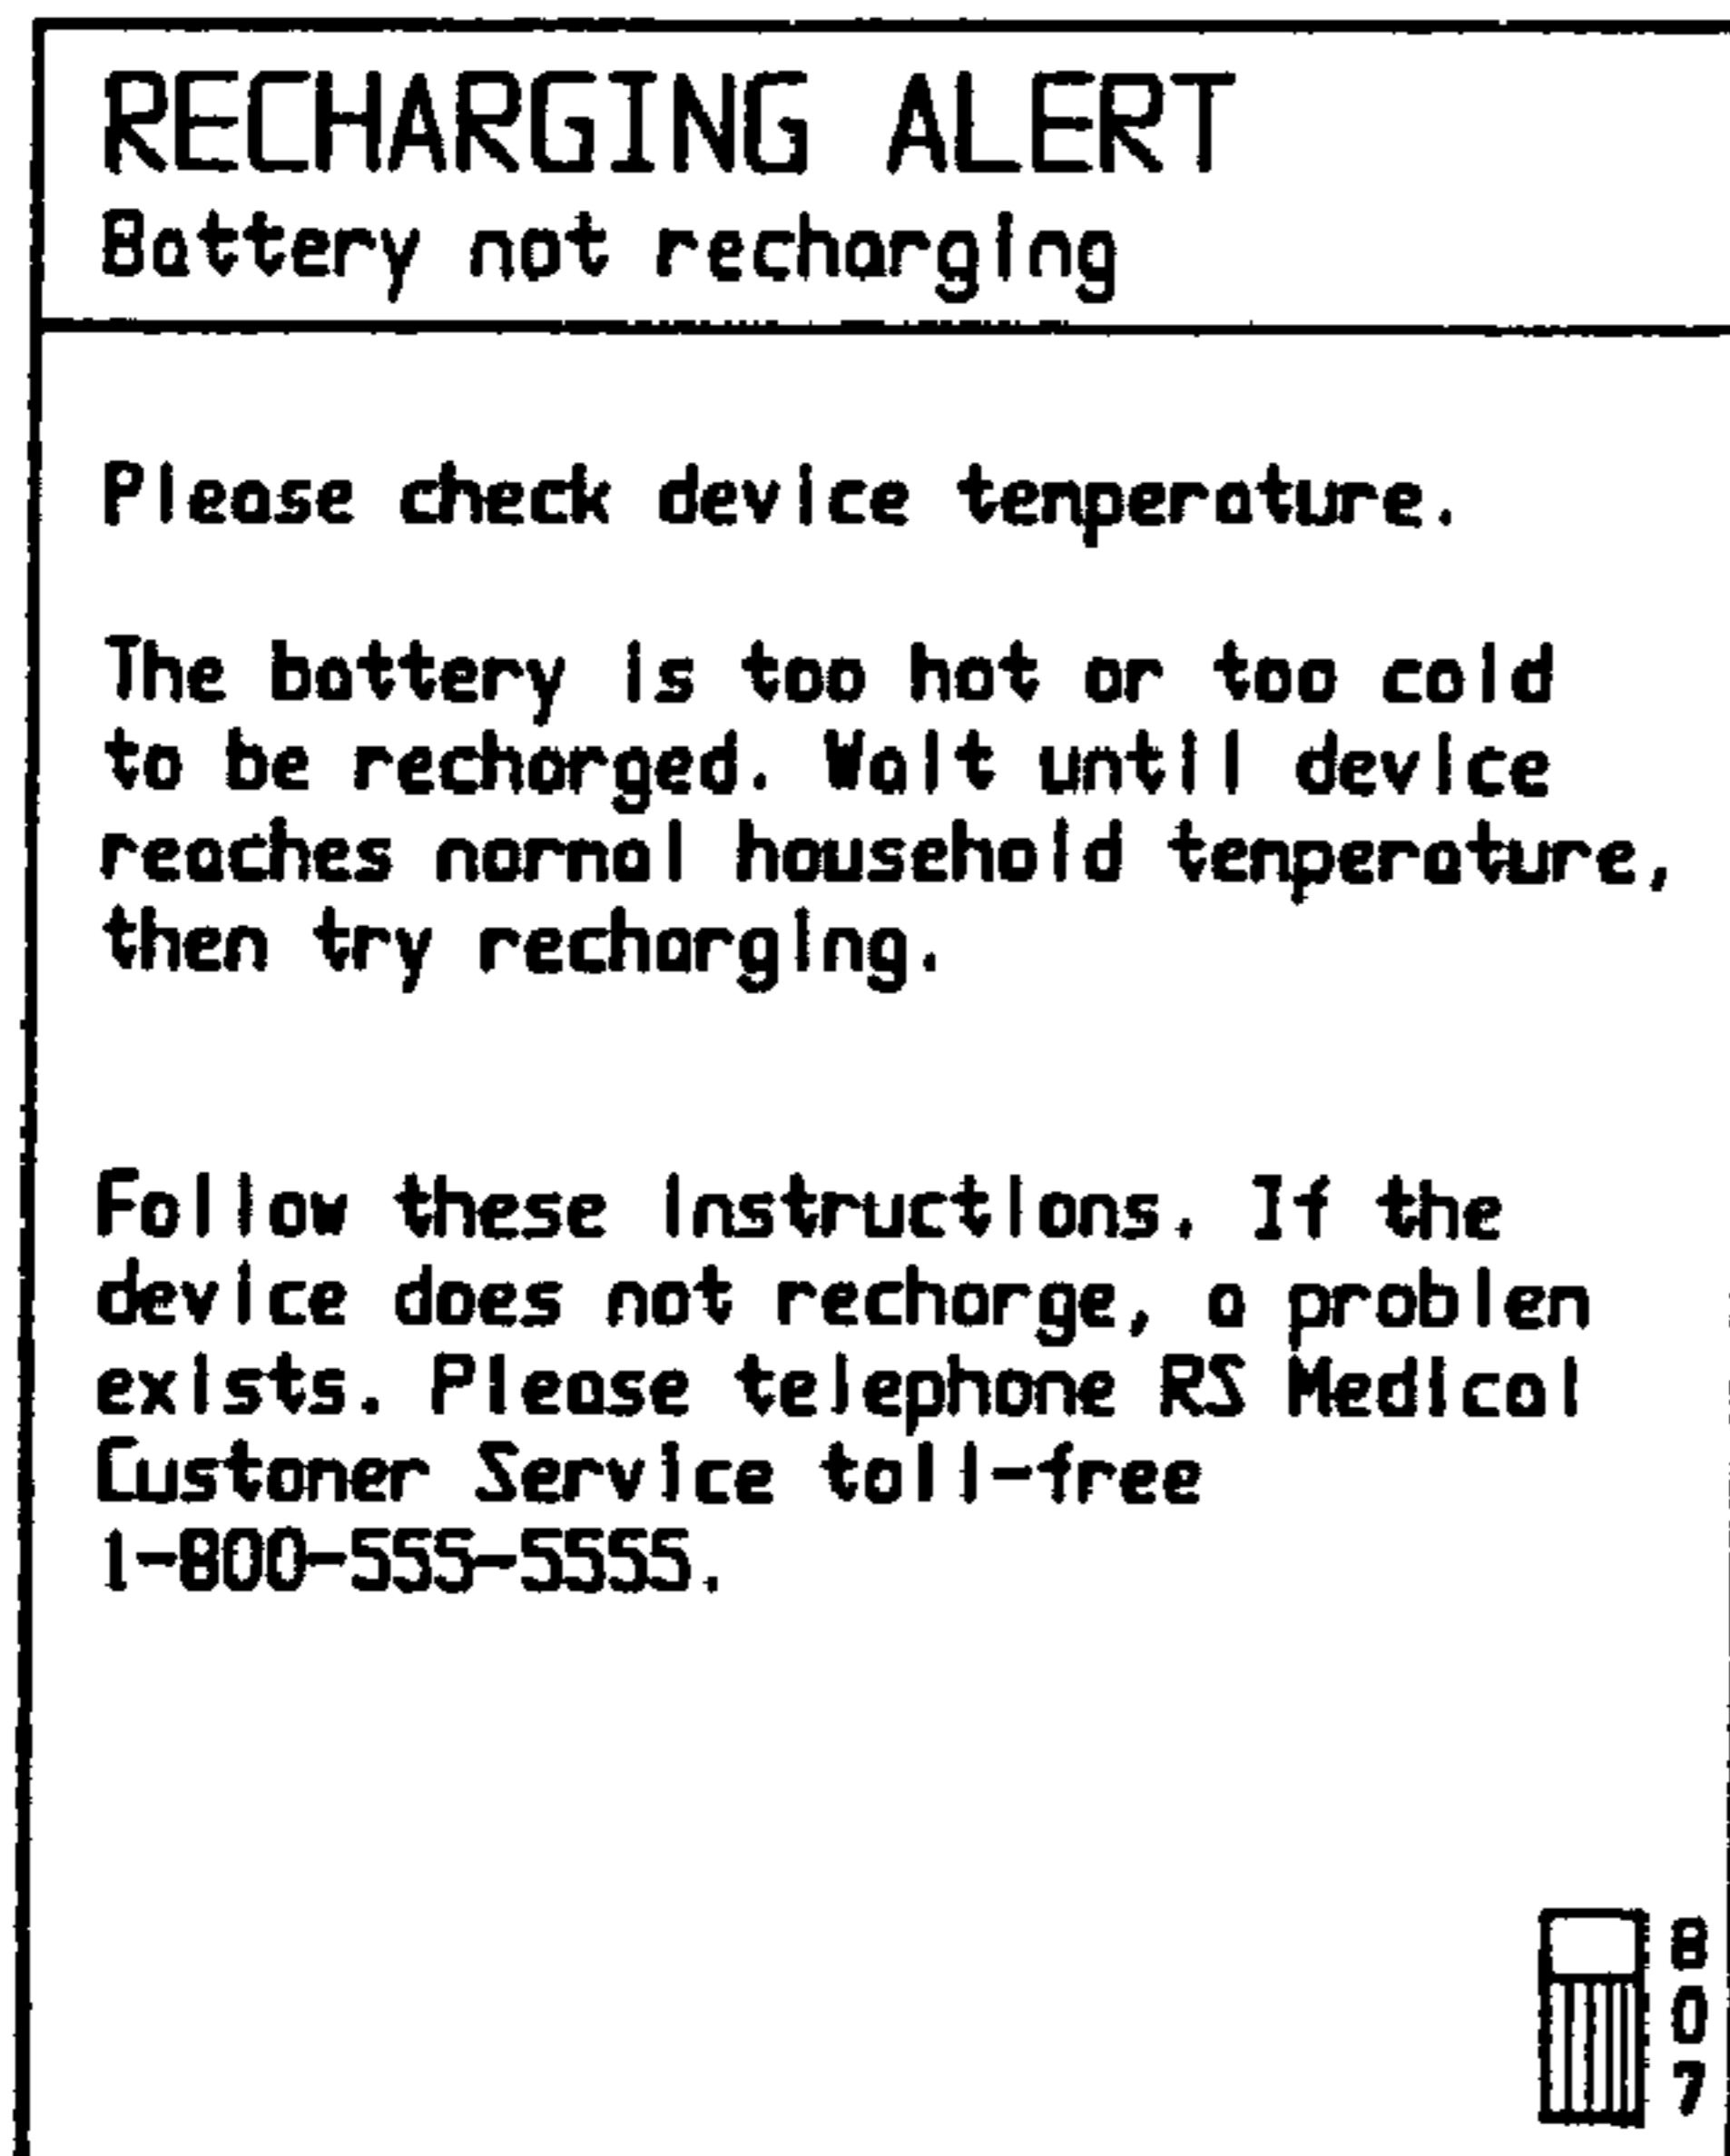 RECHARGING ALERT
Battery not recharging
Please check device temperature.
The battery is too hot or too cold
to be recharged. Wait until device
reaches normal household temperature,
then try recharging.
Follow these instructions. If the
device does not recharge, a problem
exists. Please telephone RS Medical
Customer Service toll-free
1-800-555-5555.
807